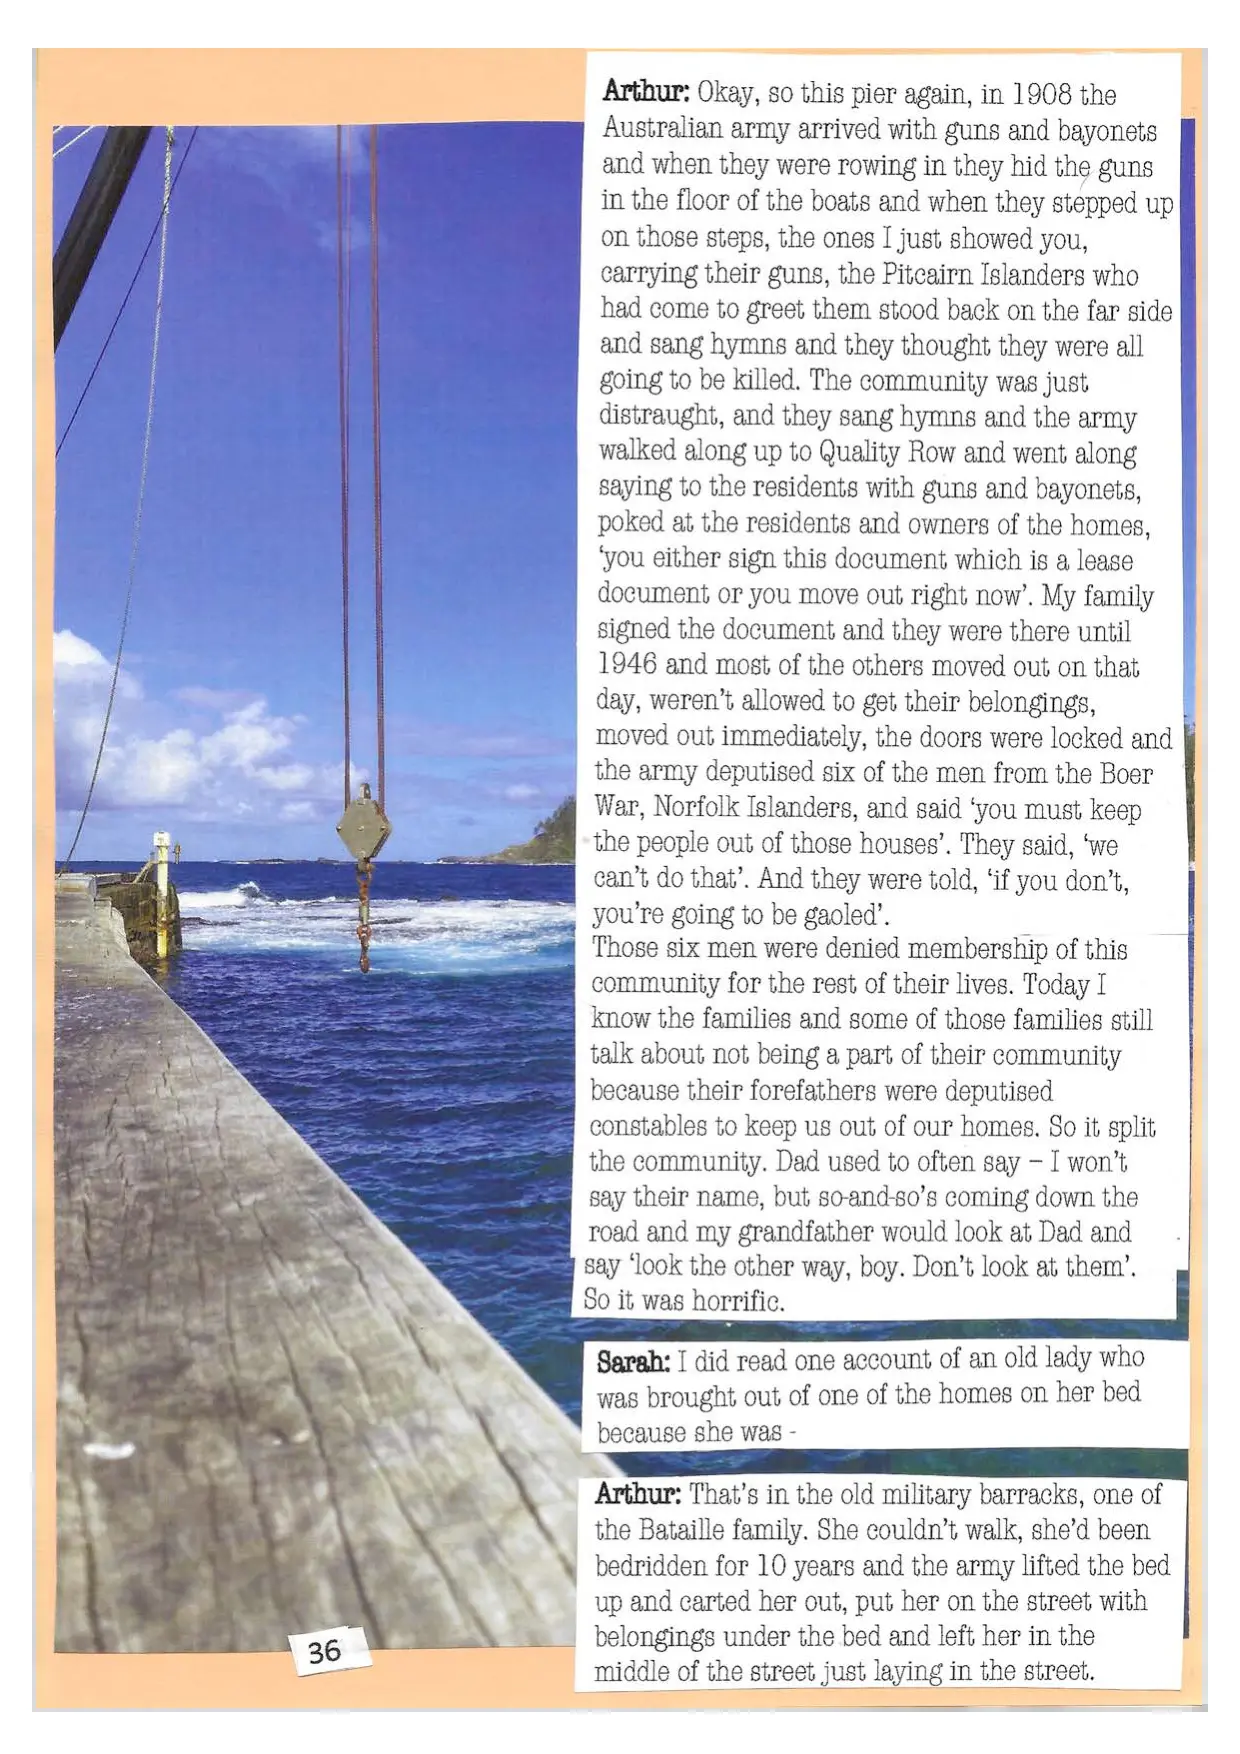 Arthur: Okay, so this pier again, in 1908 the
Australian army arrived with guns and bayonets
and when they were rowing in they hid the guns
in the floor of the boats and when they stepped up
on those steps, the ones I just showed you,
carrying their guns, the Pitcairn Islanders who
had come to greet them stood back on the far side
and sang hymns and they thought they were all
going to be killed. The community was just
distraught, and they sang hymns and the army
walked along up to Quality Row and went along
saying to the residents with guns and bayonets,
poked at the residents and owners of the homes,
‘you either sign this document which is a lease
document or you move out right now’. My family
signed the document and they were there until
1946 and most of the others moved out on that
day, weren’t allowed to get their belongings,
moved out immediately, the doors were locked and
the army deputised six of the men from the Boer
War, Norfolk Islanders, and said ‘you must keep
the people out of those houses’. They said, ‘we
can’t do that’. And they were told, ‘if you don’t,
you’re going to be gaoled’.
Those six men were denied membership of this
community for the rest of their lives. Today I
know the families and some of those families still
talk about not being a part of their community
because their forefathers were deputised
constables to keep us out of our homes. So it split
the community. Dad used to often say – I won’t
say their name, but so-and-so’s coming down the
road and my grandfather would look at Dad and
say ‘look the other way, boy. Don’t look at them’.
So it was horrific.
Sarah: I did read one account of an old lady who
was brought out of one of the homes on her bed
because she was -
Arthur: That’s in the old military barracks, one of
the Bataille family. She couldn’t walk, she’d been
bedridden for 10 years and the army lifted the bed
up and carted her out, put her on the street with
belongings under the bed and left her in the
middle of the street just laying in the street.
36